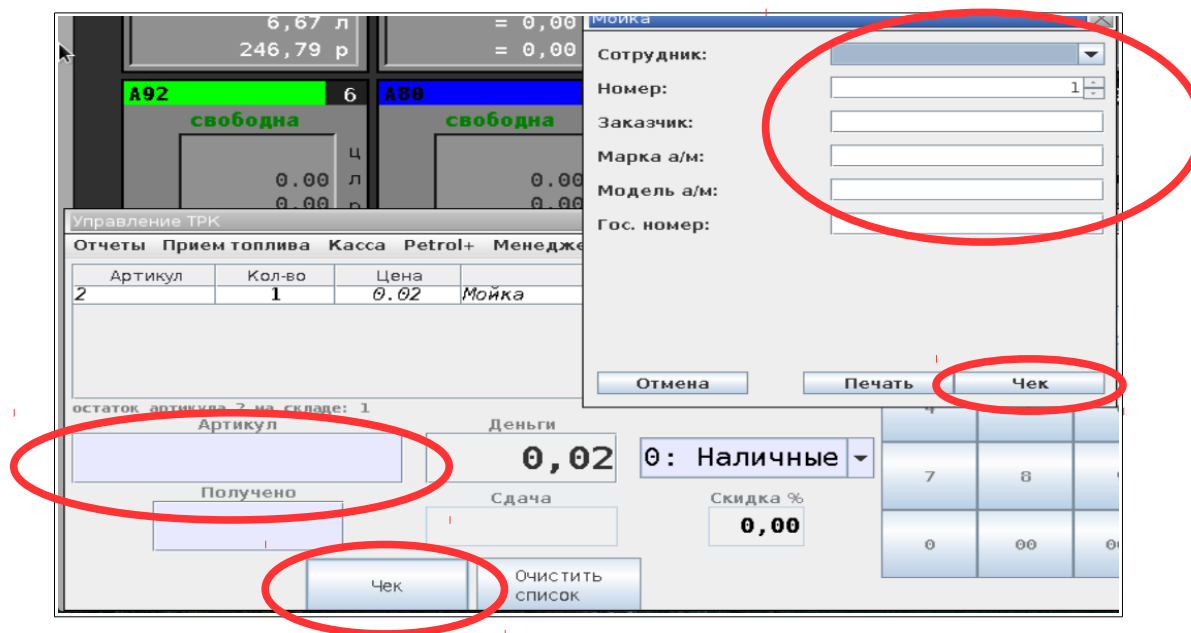 6,67 л
246,79 р
= 0,00
= 0,00
A92 6
свободна
ц
0.00 л
0.00 р
A80
свободна
0.00
0.00
Мойка
Сотрудник:
Номер: 1
Заказчик:
Марка а/м:
Модель а/м:
Гос. номер:
Отмена Печать Чек
Управление ТРК
Отчеты Прием топлива Касса Petrol+
Артикул Кол-во Цена
2 1 0.02 Мойка
остаток артикула 2 на складе: 1
Артикул Деньги
0,02 0: Наличные
Получено Сдача Скидка %
0,00
Чек Очистить
список
7 8
0 00